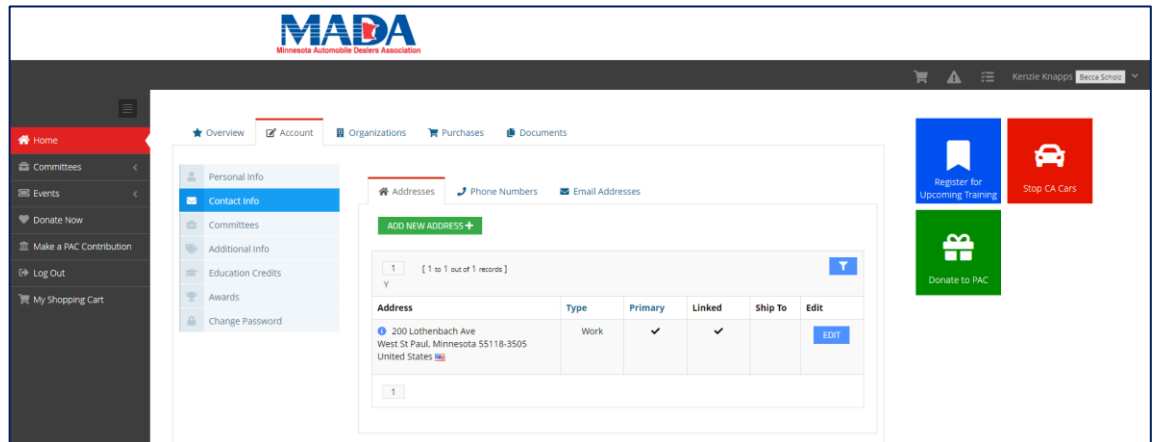 MADA
Minnesota Automobile Dealers Association
Kenzie Knapps Becca Scholz
Home
Committees
Events
Donate Now
Make a PAC Contribution
Log Out
My Shopping Cart
Overview Account Organizations Purchases Documents
Personal Info
Contact Info
Committees
Additional Info
Education Credits
Awards
Change Password
Addresses Phone Numbers Email Addresses
ADD NEW ADDRESS
1 [ 1 to 1 out of 1 records ]
Y
Address Type Primary Linked Ship To Edit
200 Lothenbach Ave Work EDIT
West St Paul, Minnesota 55118-3505
United States
1
Register for
Upcoming Training
Stop CA Cars
Donate to PAC